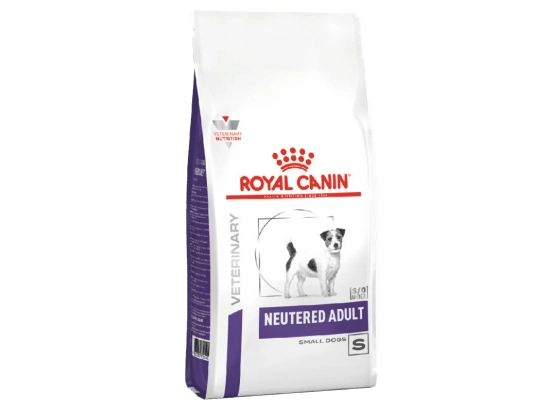 VETERINARY
NUTRITION
ROYAL CANIN
VETERINARY
S/O
NEUTERED ADULT
SMALL DOGS S